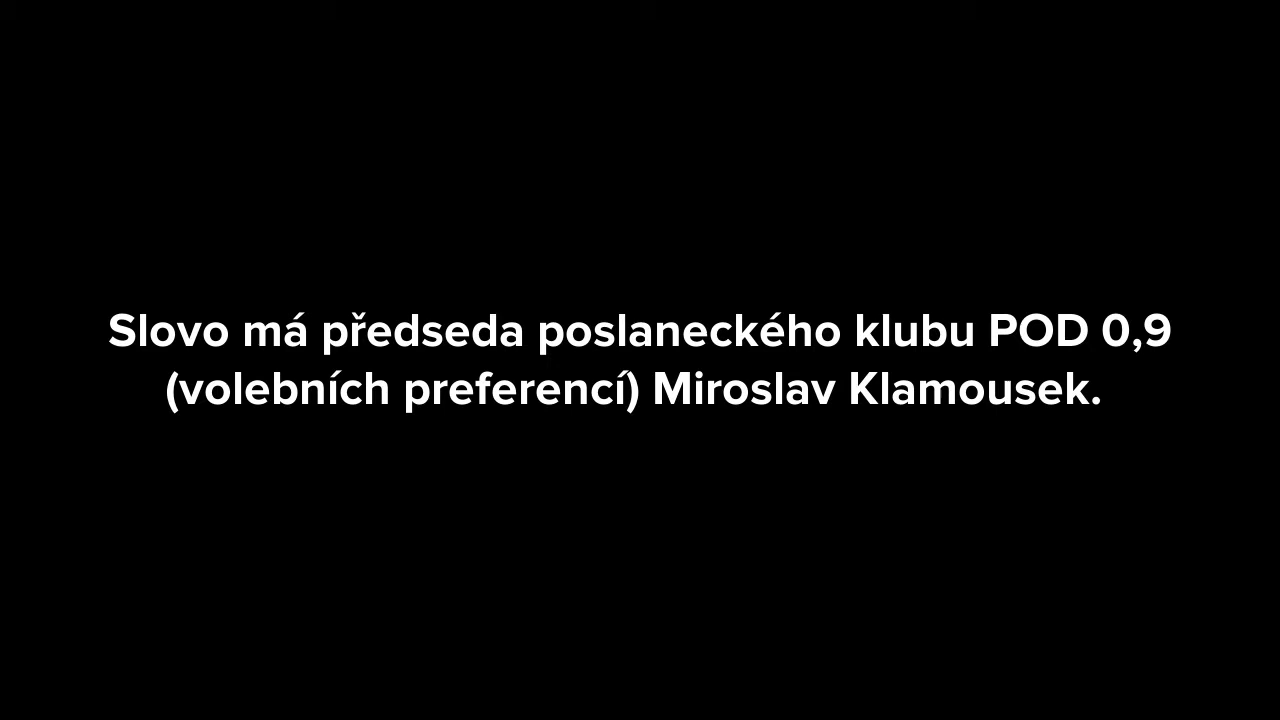 Slovo má předseda poslaneckého klubu POD 0,9
(volebních preferencí) Miroslav Klamousek.